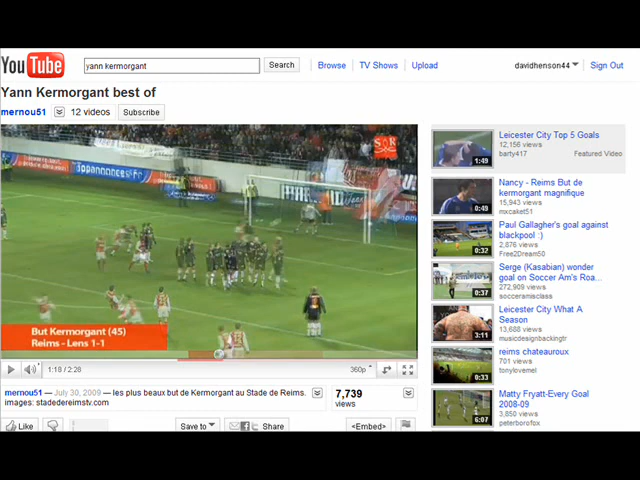 YouTube
yann kermorgant
Search
Browse
TV Shows
Upload
davidhenson44
Sign Out
Yann Kermorgant best of
mernou51
12 videos
Subscribe
But Kermorgant (45)
Reims - Lens 1-1
1:18 / 2:28
360p
mernou51 — July 30, 2009 — les plus beaux but de Kermorgant au Stade de Reims.
images: stadedereimstv.com
7,739
views
Like
Save to
Share
<Embed>
1:49
Leicester City Top 5 Goals
12,156 views
barty417
Featured Video
0:49
Nancy - Reims But de
kermorgant magnifique
15,943 views
mxcaket51
0:32
Paul Gallagher's goal against
blackpool :)
2,876 views
Free2Dream50
0:37
Serge (Kasabian) wonder
goal on Soccer Am's Roa...
272,909 views
socceramisclass
3:11
Leicester City What A
Season
13,688 views
musicdesignbackingtr
0:33
reims chateauroux
701 views
tonylovemel
6:07
Matty Fryatt-Every Goal
2008-09
3,850 views
peterborofox